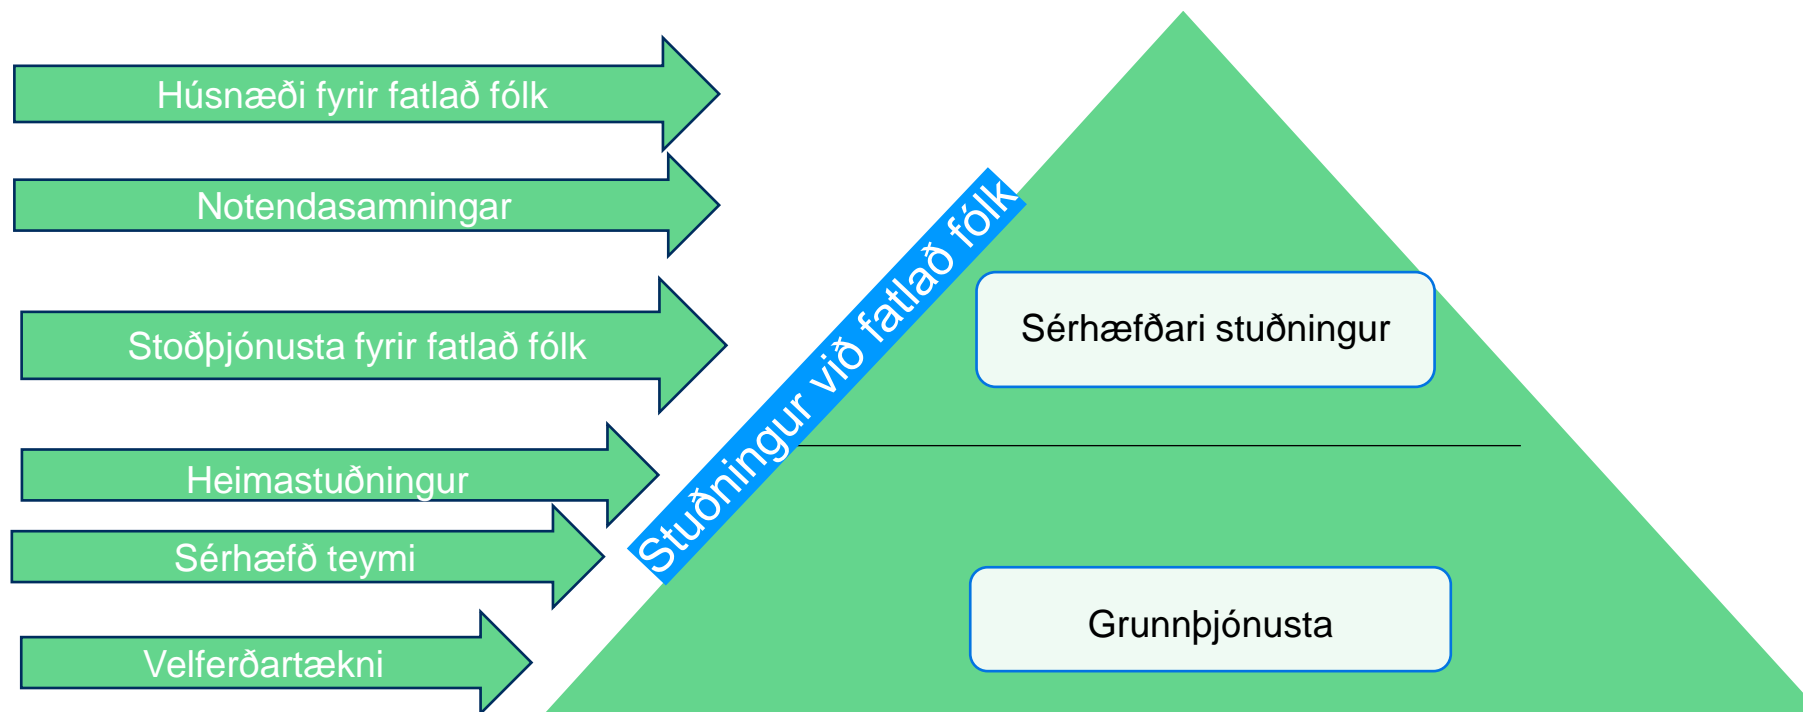 Húsnæði fyrir fatlað fólk
Notendasamningar
Stoðþjónusta fyrir fatlað fólk
Heimastuðningur
Sérhæfð teymi
Velferðartækni
Stuðningur við fatlað fólk
Sérhæfðari stuðningur
Grunnþjónusta